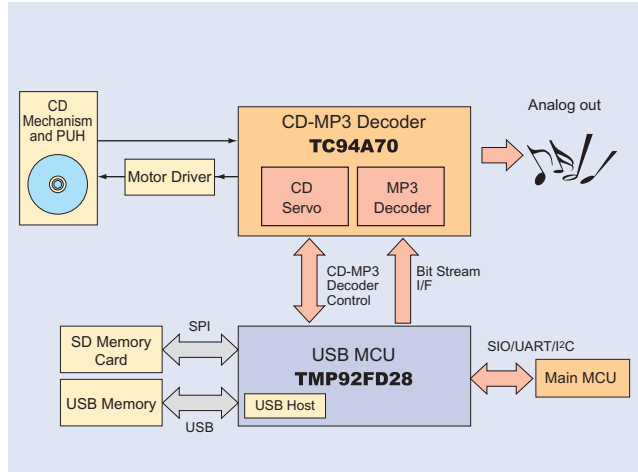 CD
Mechanism
and PUH
Motor Driver
CD-MP3 Decoder
TC94A70
CD
Servo
MP3
Decoder
Analog out
CD-MP3
Decoder
Control
Bit Stream
I/F
SD Memory
Card
SPI
USB Memory
USB
USB MCU
TMP92FD28
USB Host
SIO/UART/I²C
Main MCU